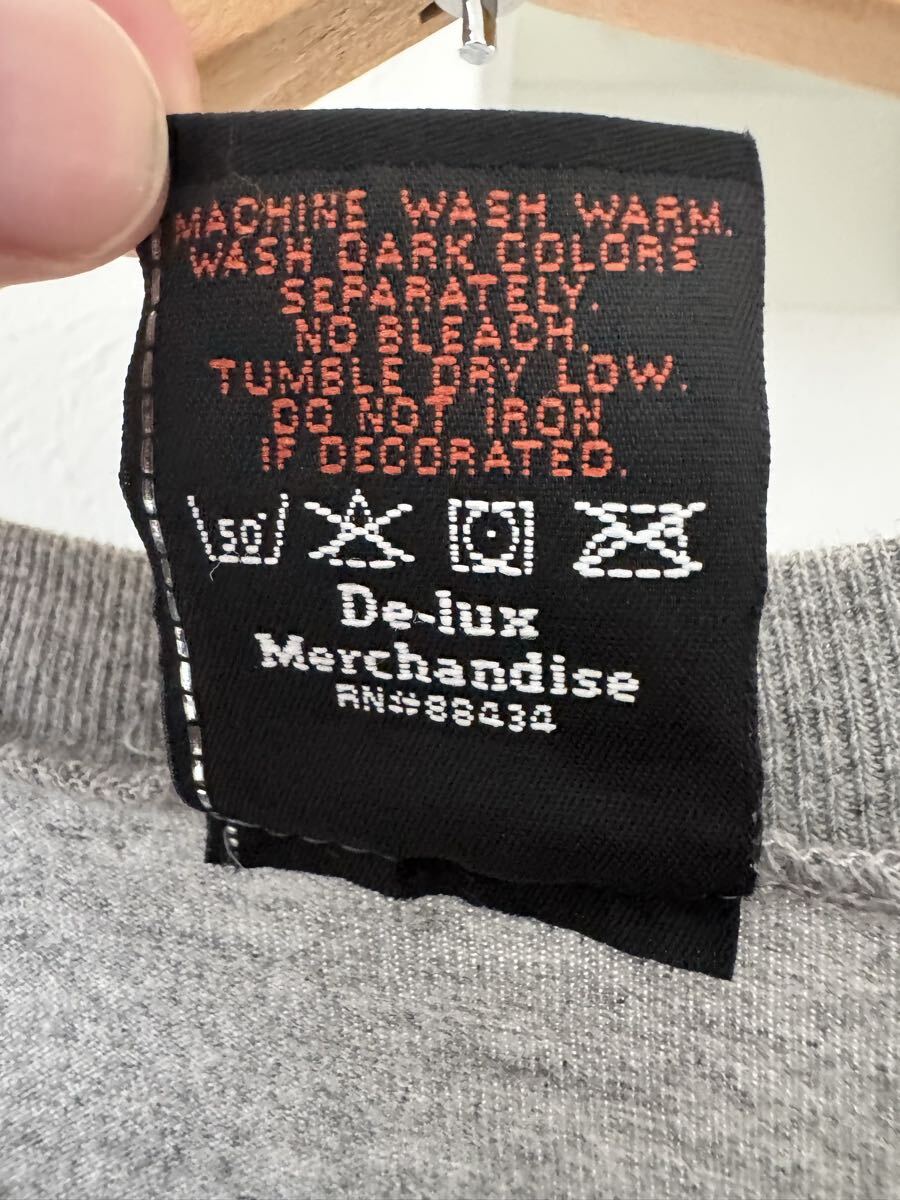 MACHINE WASH WARM.
WASH DARK COLORS
SEPARATELY.
NO BLEACH.
TUMBLE DRY LOW.
DO NOT IRON
IF DECORATED.
50°
De-lux
Merchandise
RN#88434